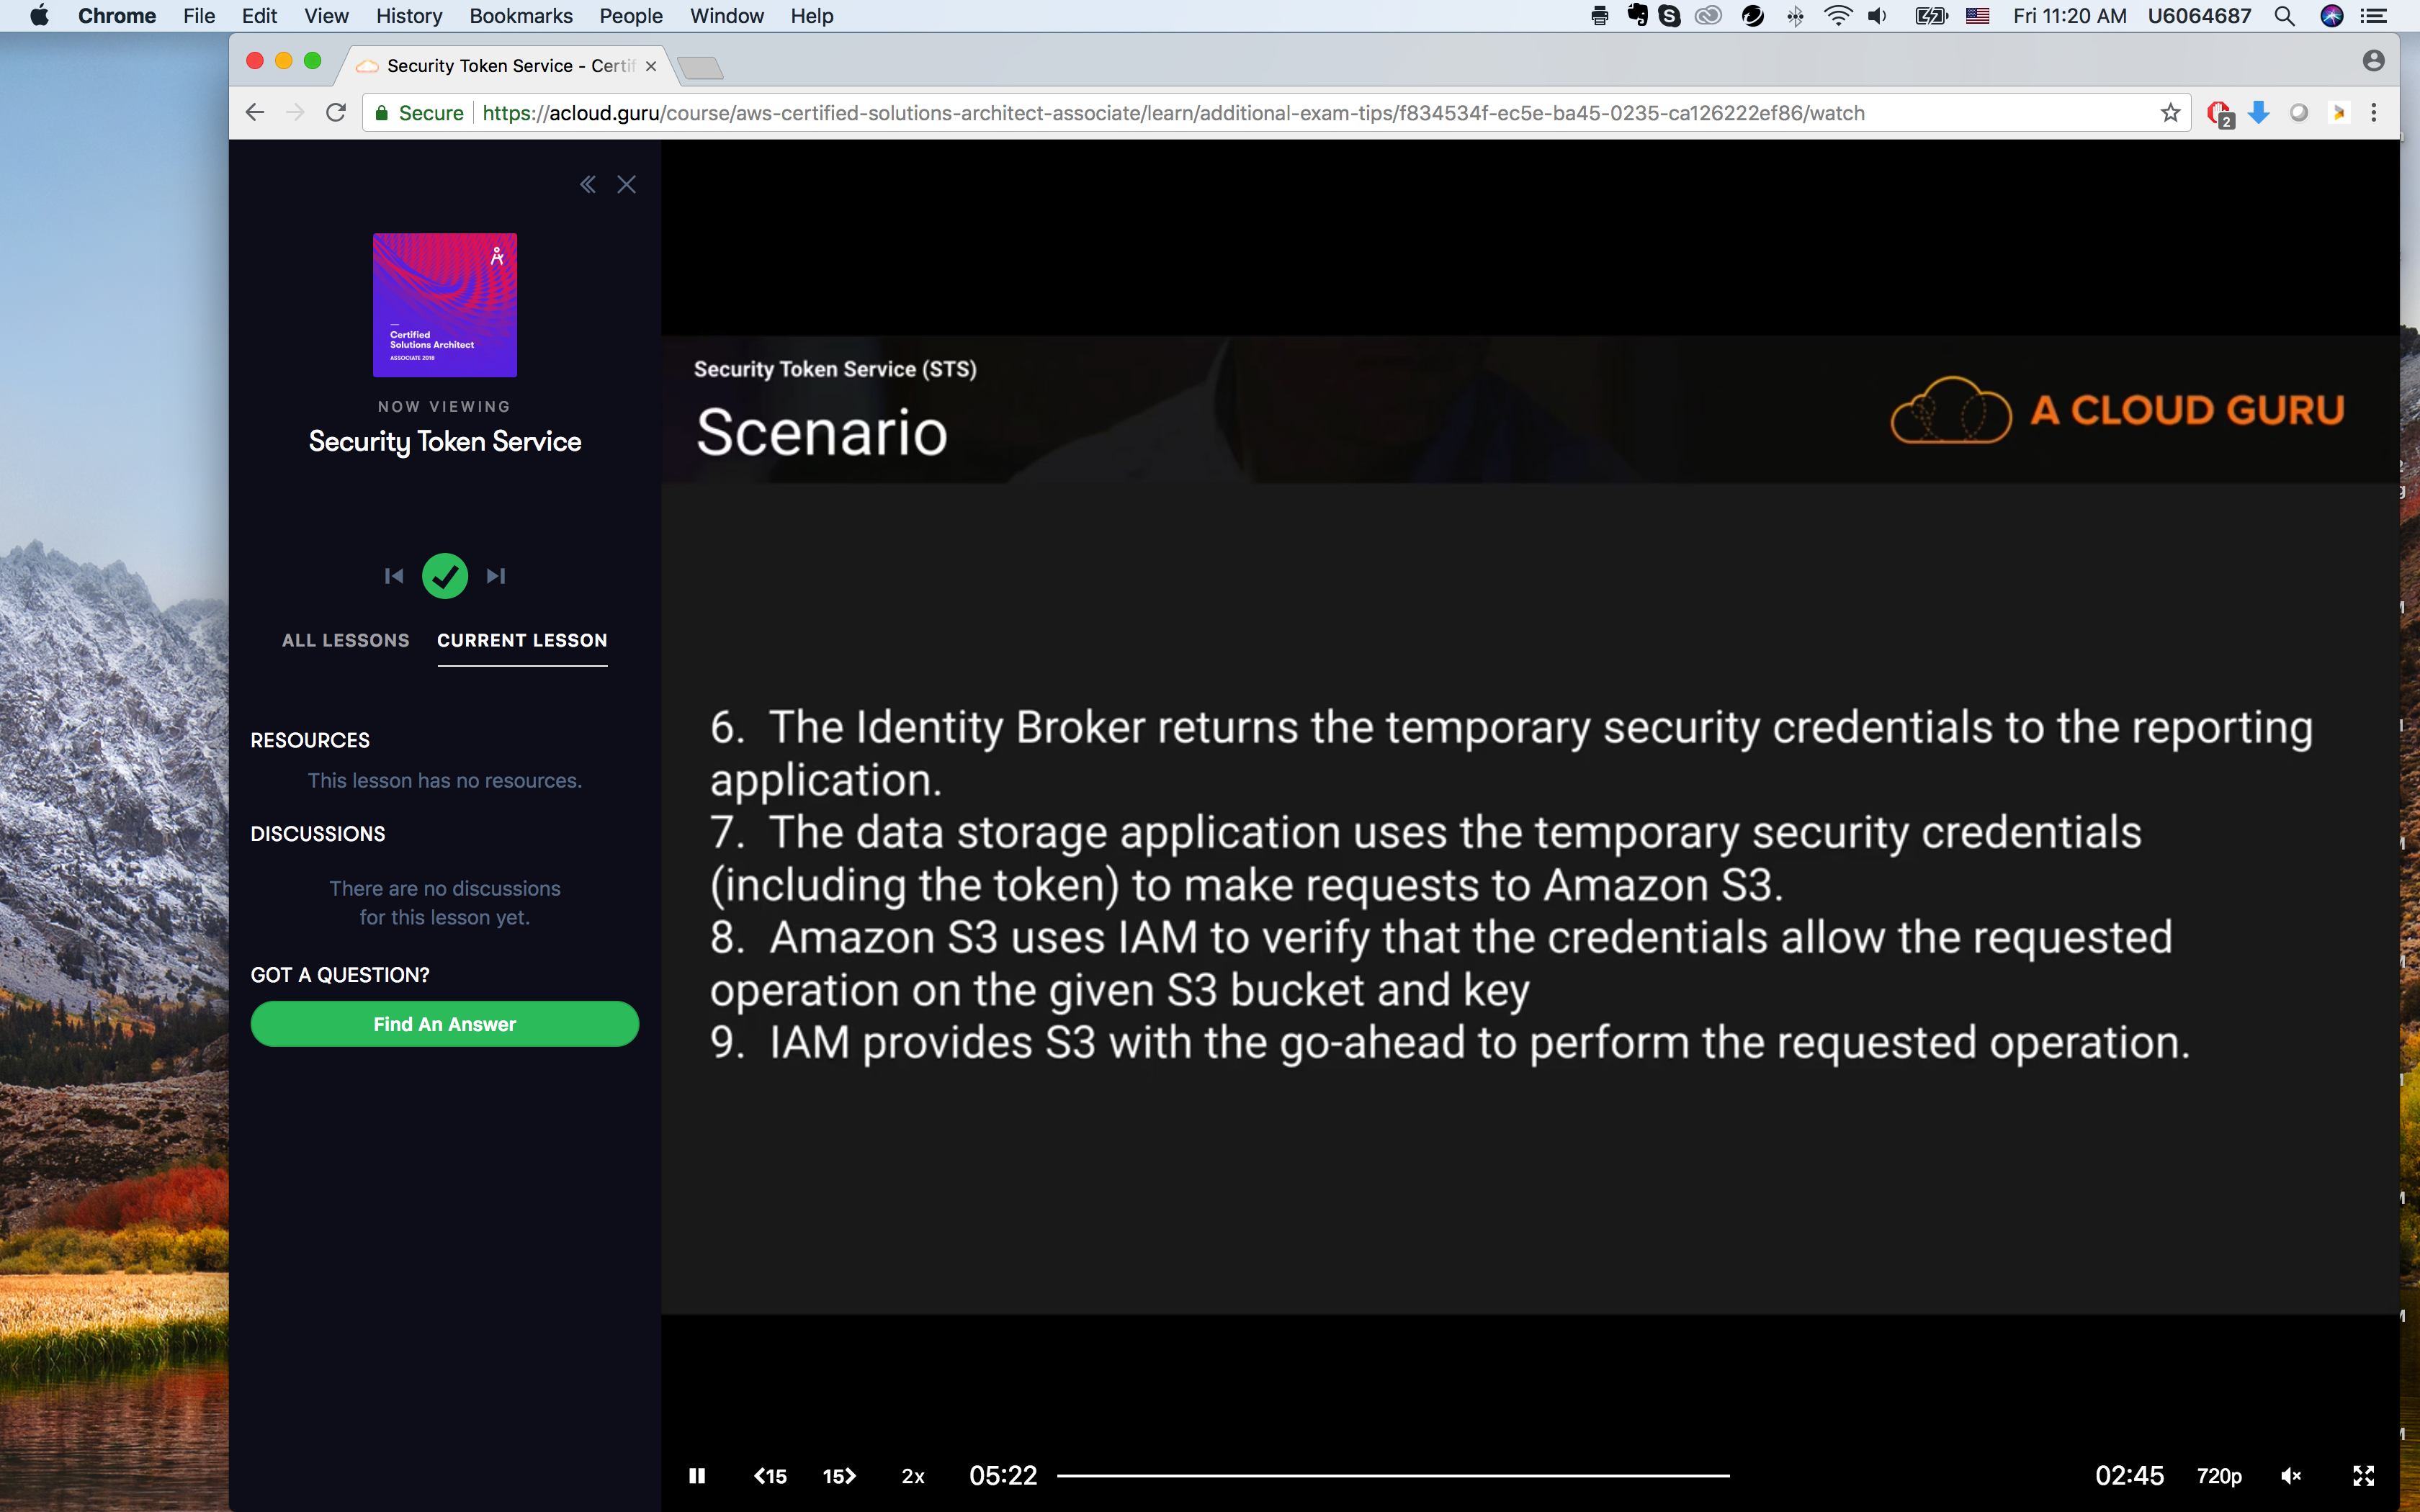 Chrome File Edit View History Bookmarks People Window Help
Fri 11:20 AM U6064687
Security Token Service - Certif
Secure https://acloud.guru/course/aws-certified-solutions-architect-associate/learn/additional-exam-tips/f834534f-ec5e-ba45-0235-ca126222ef86/watch
2
Certified
Solutions Architect
ASSOCIATE 2018
NOW VIEWING
Security Token Service
ALL LESSONS CURRENT LESSON
RESOURCES
This lesson has no resources.
DISCUSSIONS
There are no discussions
for this lesson yet.
GOT A QUESTION?
Find An Answer
Security Token Service (STS)
Scenario
A CLOUD GURU
6. The Identity Broker returns the temporary security credentials to the reporting
application.
7. The data storage application uses the temporary security credentials
(including the token) to make requests to Amazon S3.
8. Amazon S3 uses IAM to verify that the credentials allow the requested
operation on the given S3 bucket and key
9. IAM provides S3 with the go-ahead to perform the requested operation.
15 15 2x 05:22 02:45 720p